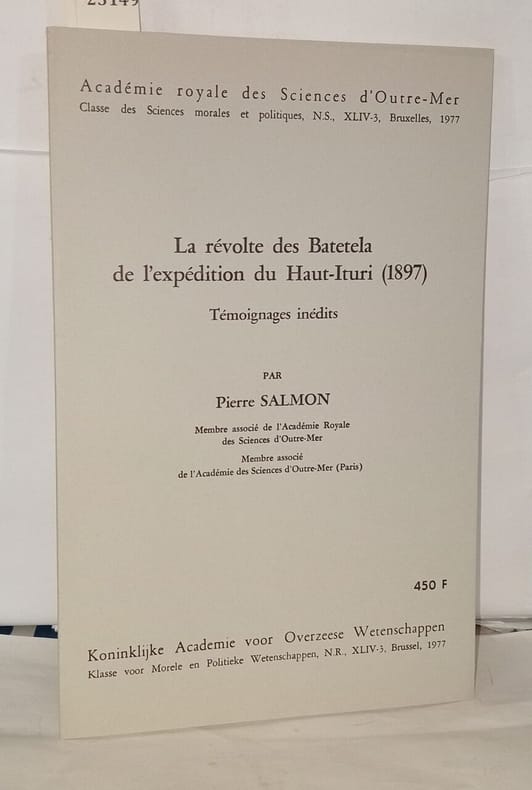 Académie royale des Sciences d'Outre-Mer
Classe des Sciences morales et politiques, N.S., XLIV-3, Bruxelles, 1977
La révolte des Batetela
de l'expédition du Haut-Ituri (1897)
Témoignages inédits
PAR
Pierre SALMON
Membre associé de l'Académie Royale
des Sciences d'Outre-Mer
Membre associé
de l'Académie des Sciences d'Outre-Mer (Paris)
450 F
Koninklijke Academie voor Overzeese Wetenschappen
Klasse voor Morele en Politieke Wetenschappen, N.R., XLIV-3, Brussel, 1977